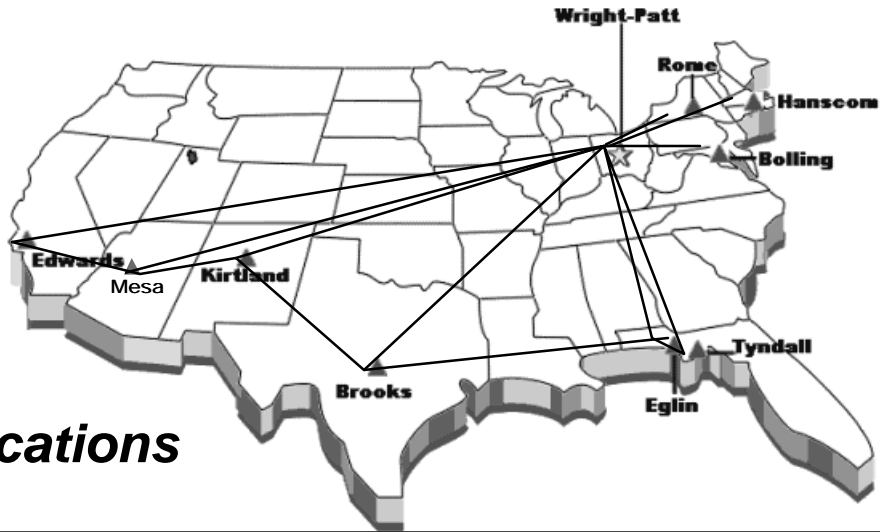 Wright-Patt
Rome
Hanscom
Bolling
Edwards
Mesa
Kirtland
Tyndall
Brooks
Eglin
cations